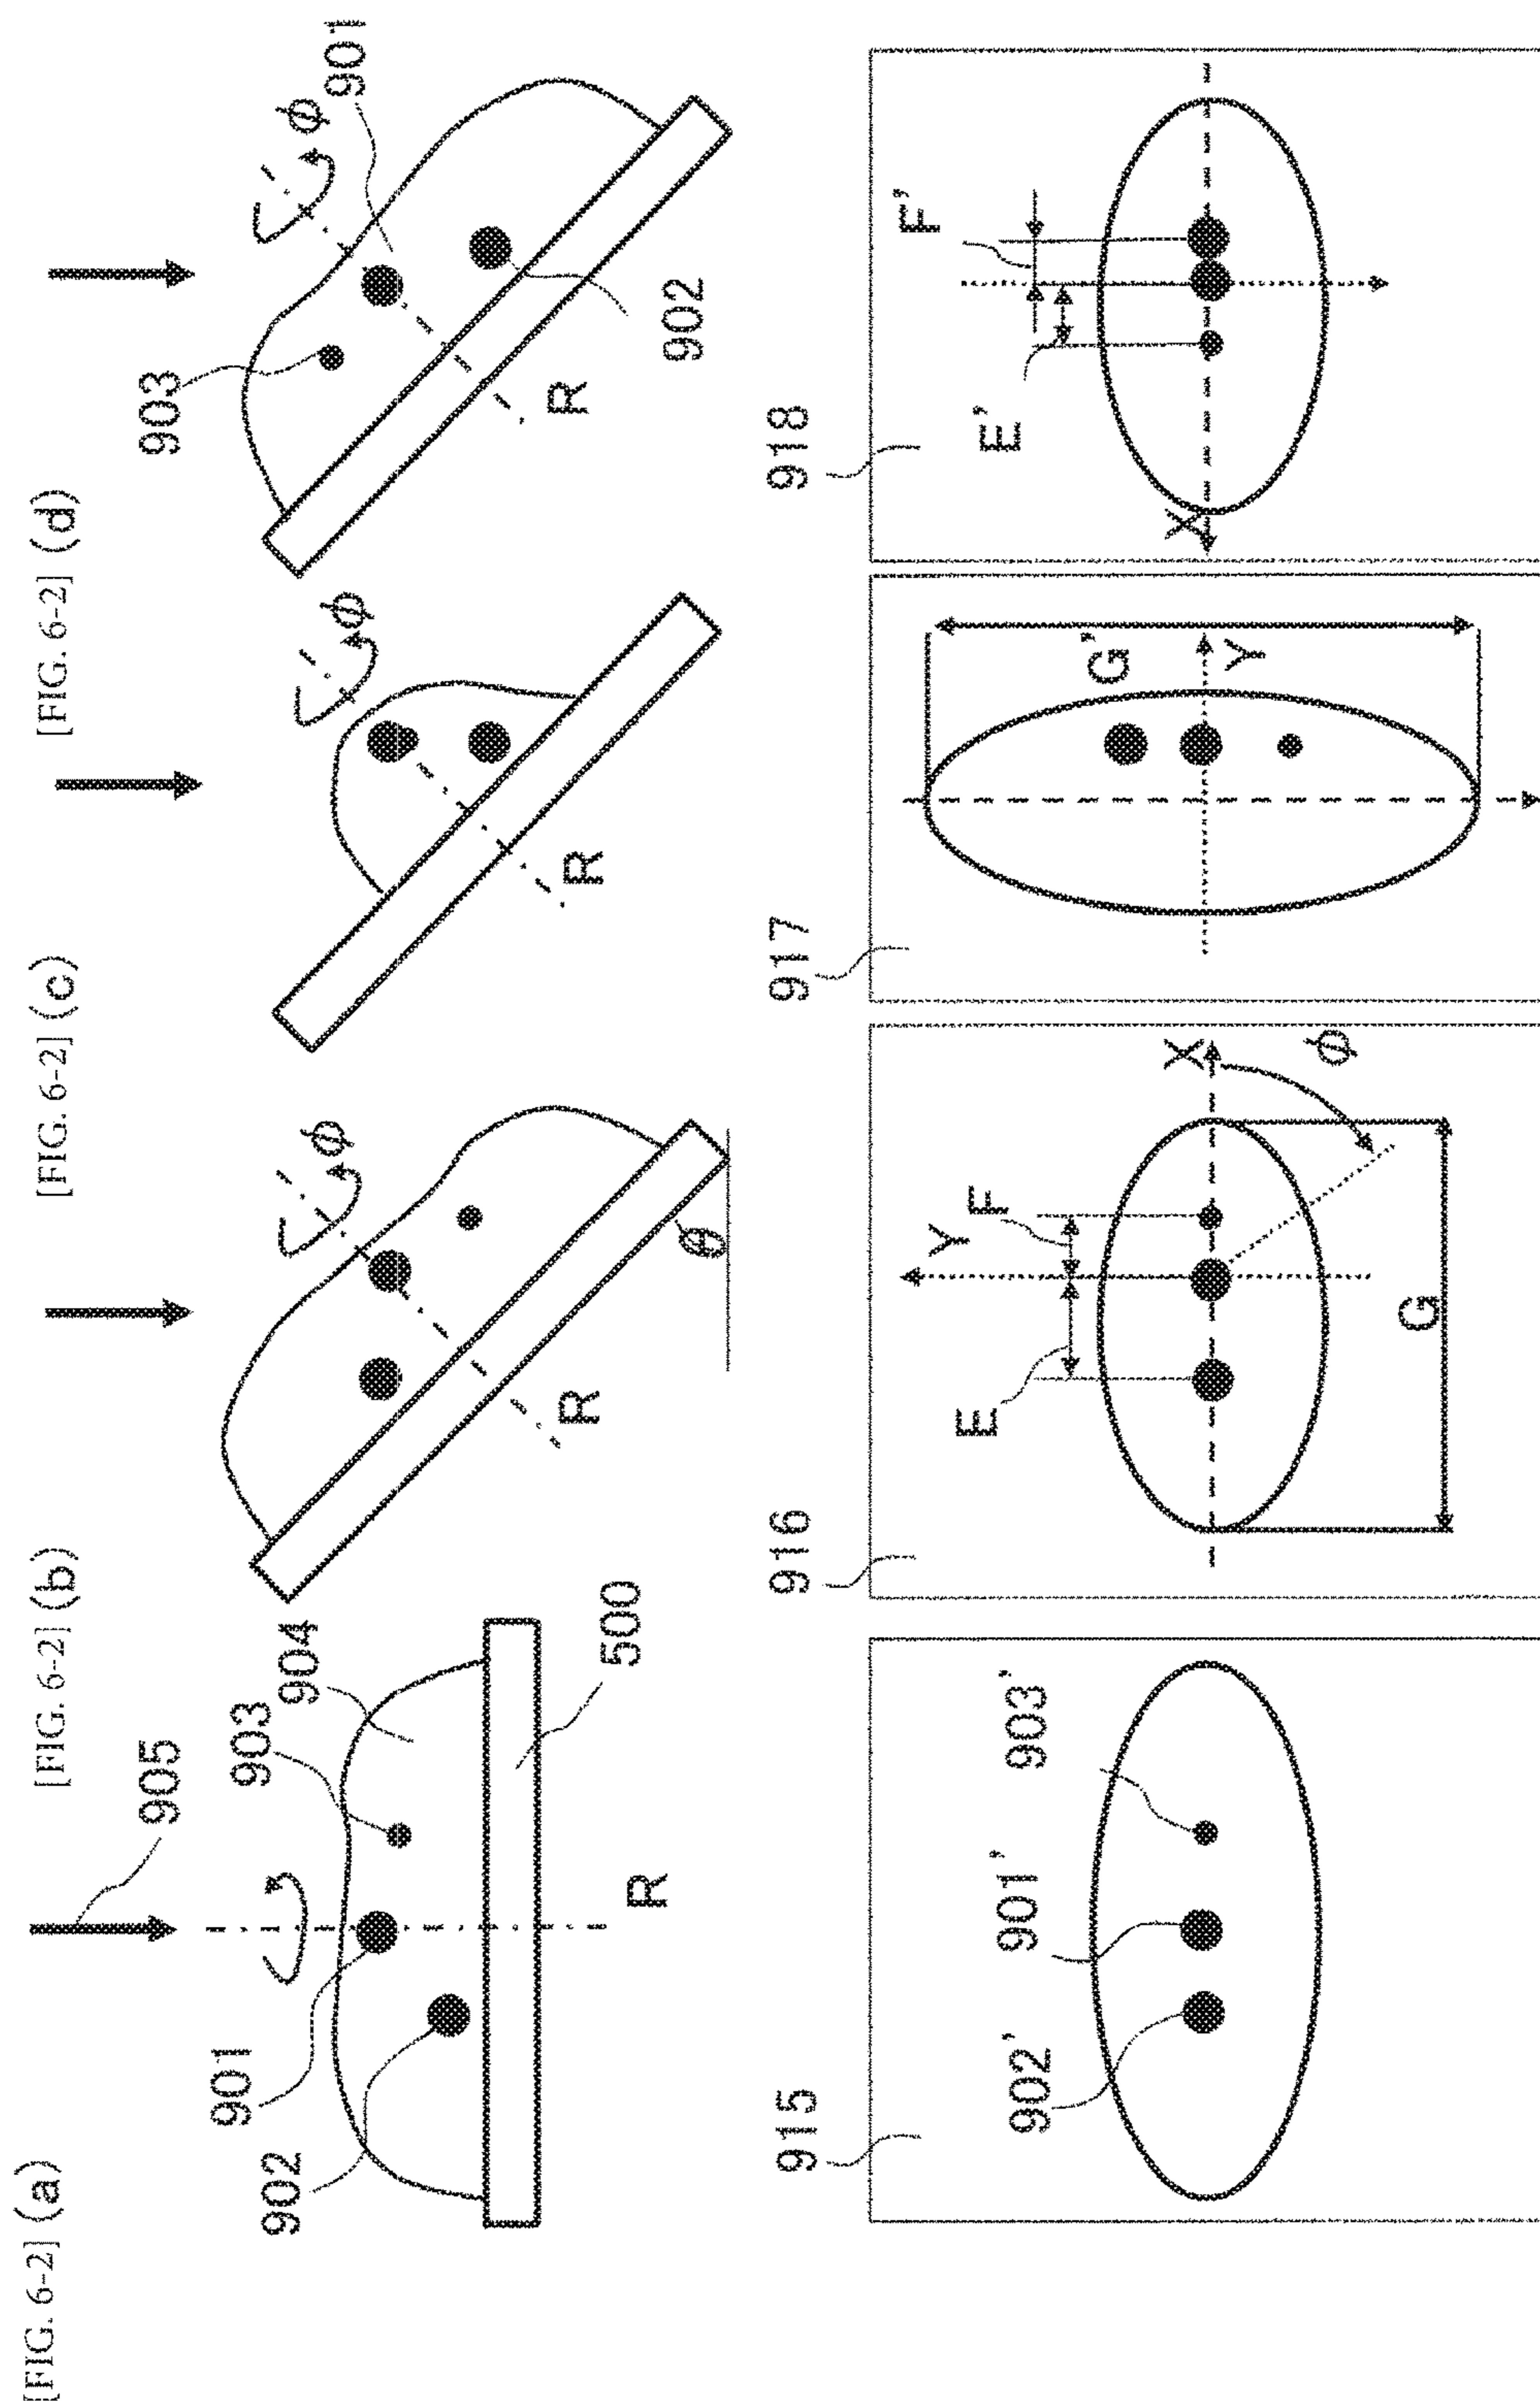 [FIG. 6-2] (a)
905
901
902
903
904
500
R
915
902'
901'
903'
[FIG. 6-2] (b)
φ
R
θ
916
E
F
Y
X
φ
G
[FIG. 6-2] (c)
φ
R
917
G'
Y
[FIG. 6-2] (d)
903
φ
901
R
902
918
E'
F'
X